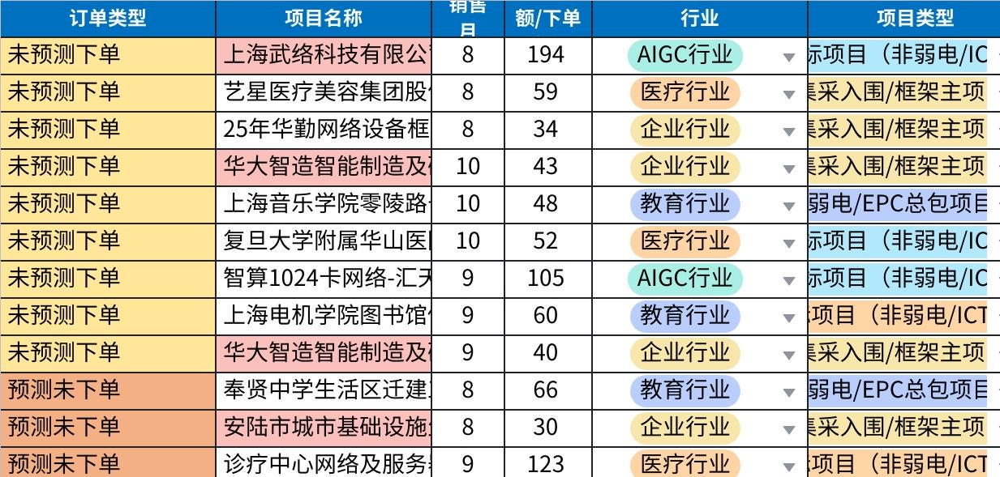 订单类型 项目名称 销售月 额/下单 行业 项目类型
未预测下单 上海武络科技有限公 8 194 AIGC行业 标项目（非弱电/IC
未预测下单 艺星医疗美容集团股 8 59 医疗行业 集采入围/框架主项
未预测下单 25年华勤网络设备框 8 34 企业行业 集采入围/框架主项
未预测下单 华大智造智能制造及 10 43 企业行业 集采入围/框架主项
未预测下单 上海音乐学院零陵路 10 48 教育行业 弱电/EPC总包项目
未预测下单 复旦大学附属华山医 10 52 医疗行业 标项目（非弱电/IC
未预测下单 智算1024卡网络-汇天 9 105 AIGC行业 标项目（非弱电/IC
未预测下单 上海电机学院图书馆 9 60 教育行业 项目（非弱电/ICT
未预测下单 华大智造智能制造及 9 40 企业行业 集采入围/框架主项
预测未下单 奉贤中学生活区迁建 8 66 教育行业 弱电/EPC总包项目
预测未下单 安陆市城市基础设施 8 30 企业行业 集采入围/框架主项
预测未下单 诊疗中心网络及服务 9 123 医疗行业 项目（非弱电/ICT